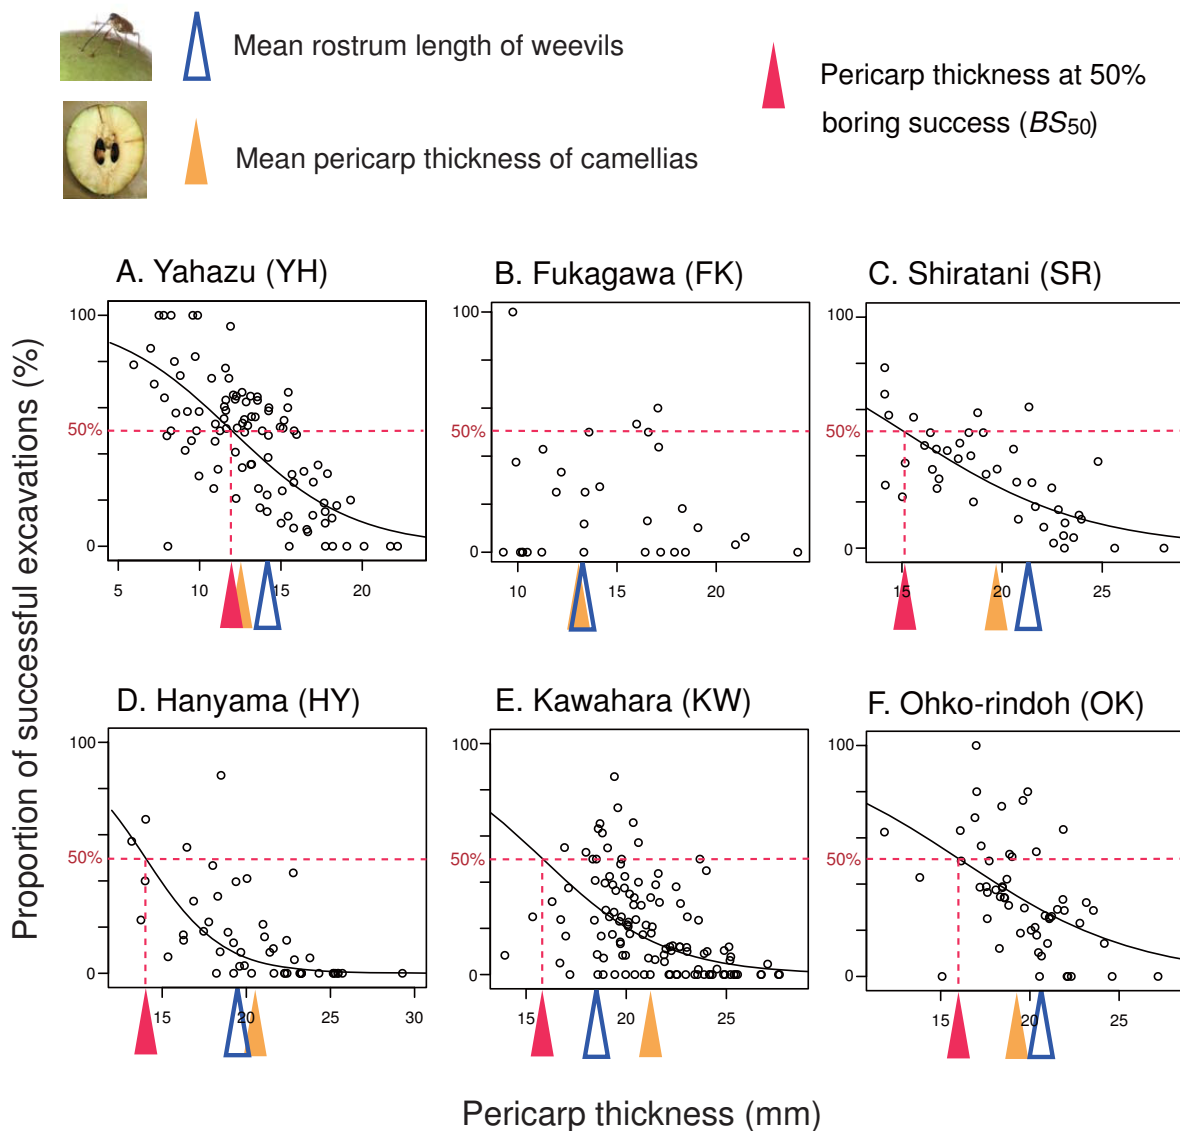 Mean rostrum length of weevils
Mean pericarp thickness of camellias
Pericarp thickness at 50%
boring success (BS50)
Proportion of successful excavations (%)
A. Yahazu (YH)
100
50%
0
5 10 15 20
B. Fukagawa (FK)
100
50%
0
10 15 20
C. Shiratani (SR)
100
50%
0
15 20 25
D. Hanyama (HY)
100
50%
0
15 20 25 30
E. Kawahara (KW)
100
50%
0
15 20 25
F. Ohko-rindoh (OK)
100
50%
0
15 20 25
Pericarp thickness (mm)